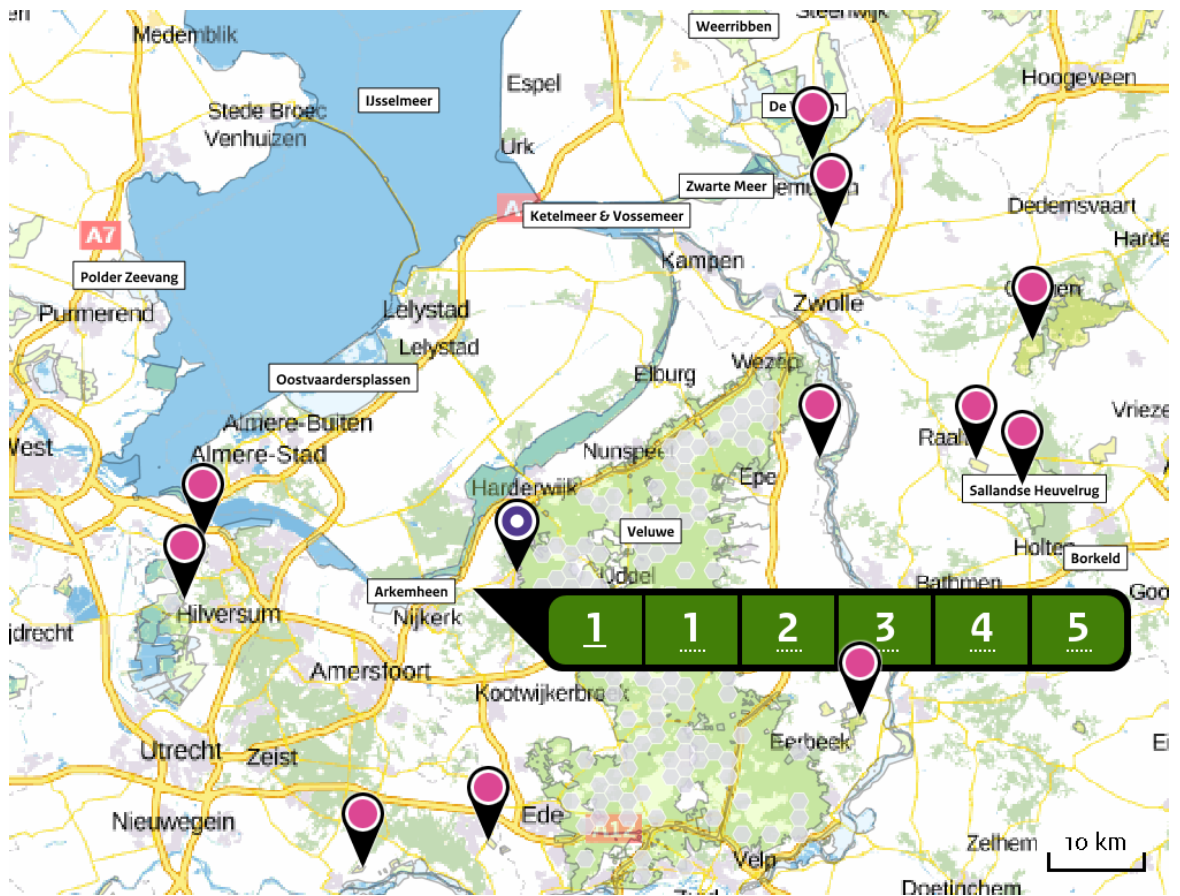 Weerribben
Medemblik
Hoogeveen
Espel
IJsselmeer
Stede Broec
Venhuizen
Urk
Zwarte Meer
Dedemsvaart
Ketelmeer & Vossemeer
A7
Kampen
Polder Zeevang
Zwolle
Purmerend
Lelystad
Lelystad
Wezep
Elburg
Oostvaardersplassen
Almere-Buiten
West
Almere-Stad
Nunspeet
Epe
Harderwijk
Sallandse Heuvelrug
Veluwe
Holten
Borkeld
Bathmen
Arkemheen
Nijkerk
Hilversum
1 1 2 3 4 5
jdrecht
Amersfoort
Kootwijkerbroek
Eerbeek
Utrecht
Zeist
Ede
Nieuwegein
Zelhem
10 km
Velp
Doetinchem